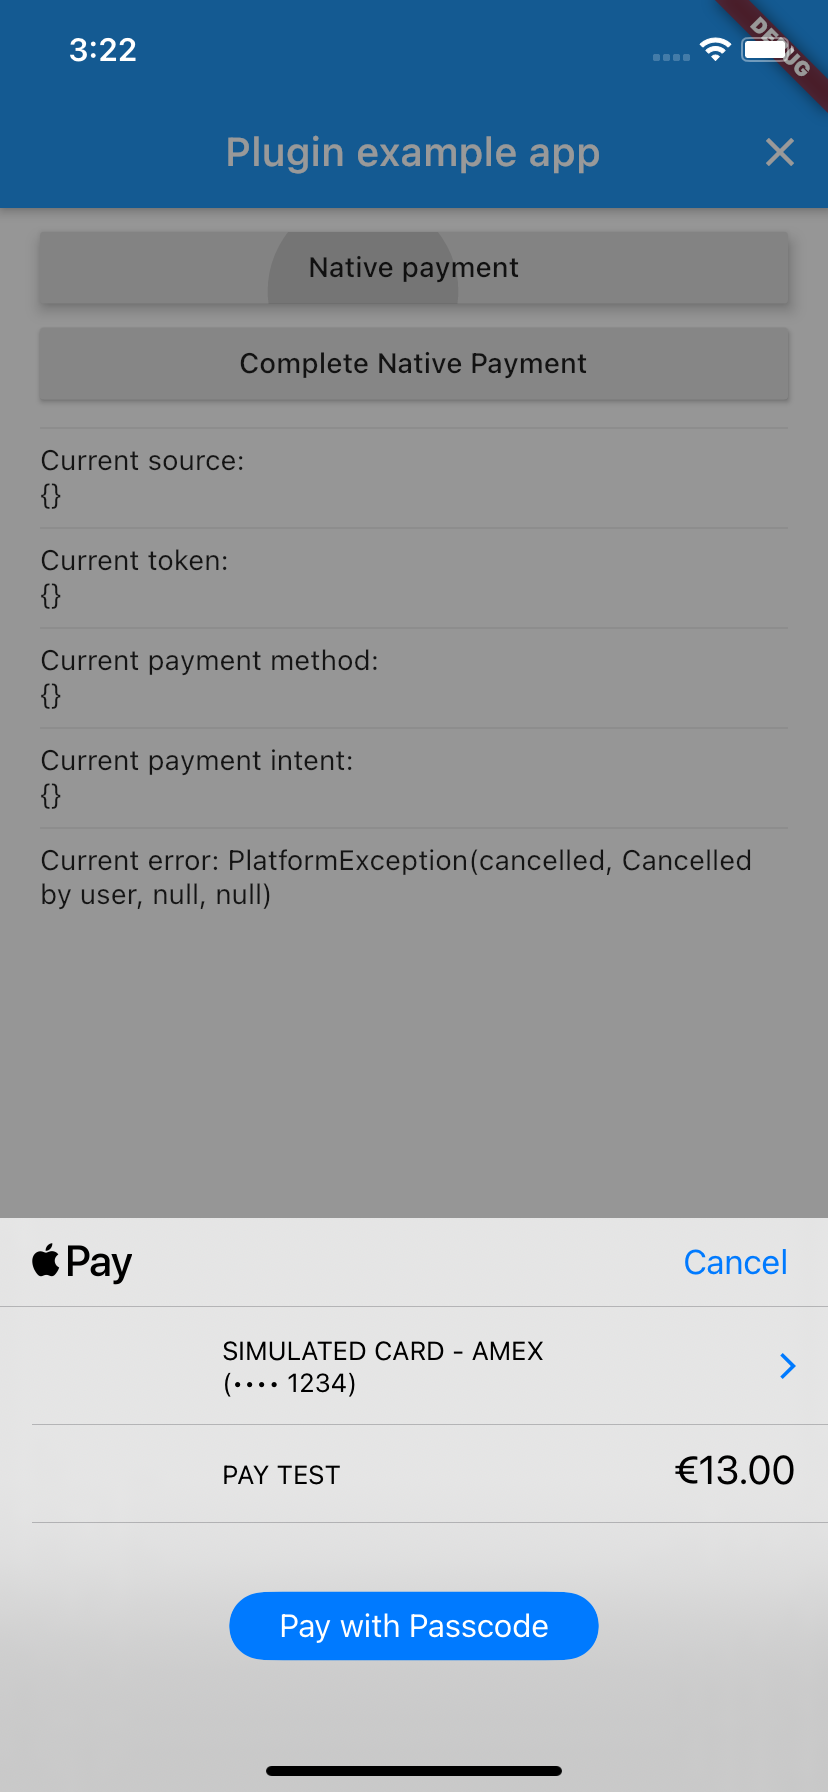 3:22
DEBUG
Plugin example app
Native payment
Complete Native Payment
Current source:
{}
Current token:
{}
Current payment method:
{}
Current payment intent:
{}
Current error: PlatformException(cancelled, Cancelled
by user, null, null)
Pay
Cancel
SIMULATED CARD - AMEX
(•••• 1234)
PAY TEST
€13.00
Pay with Passcode